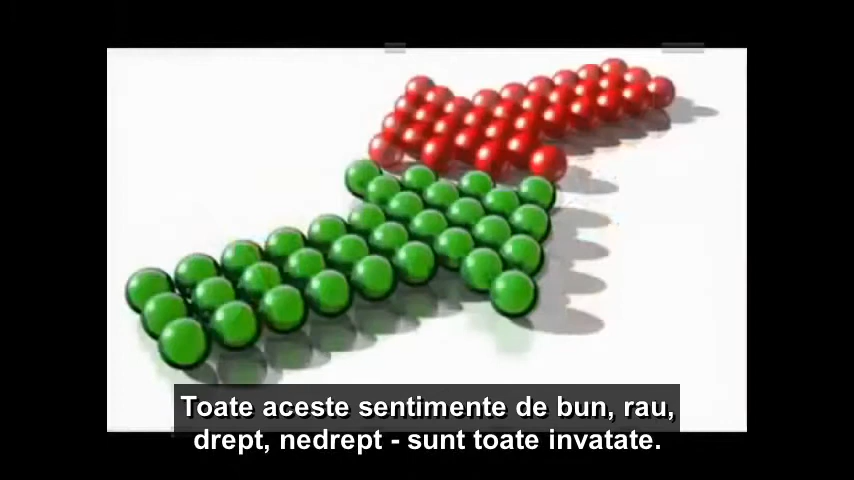 Toate aceste sentimente de bun, rau,
drept, nedrept - sunt toate invatate.